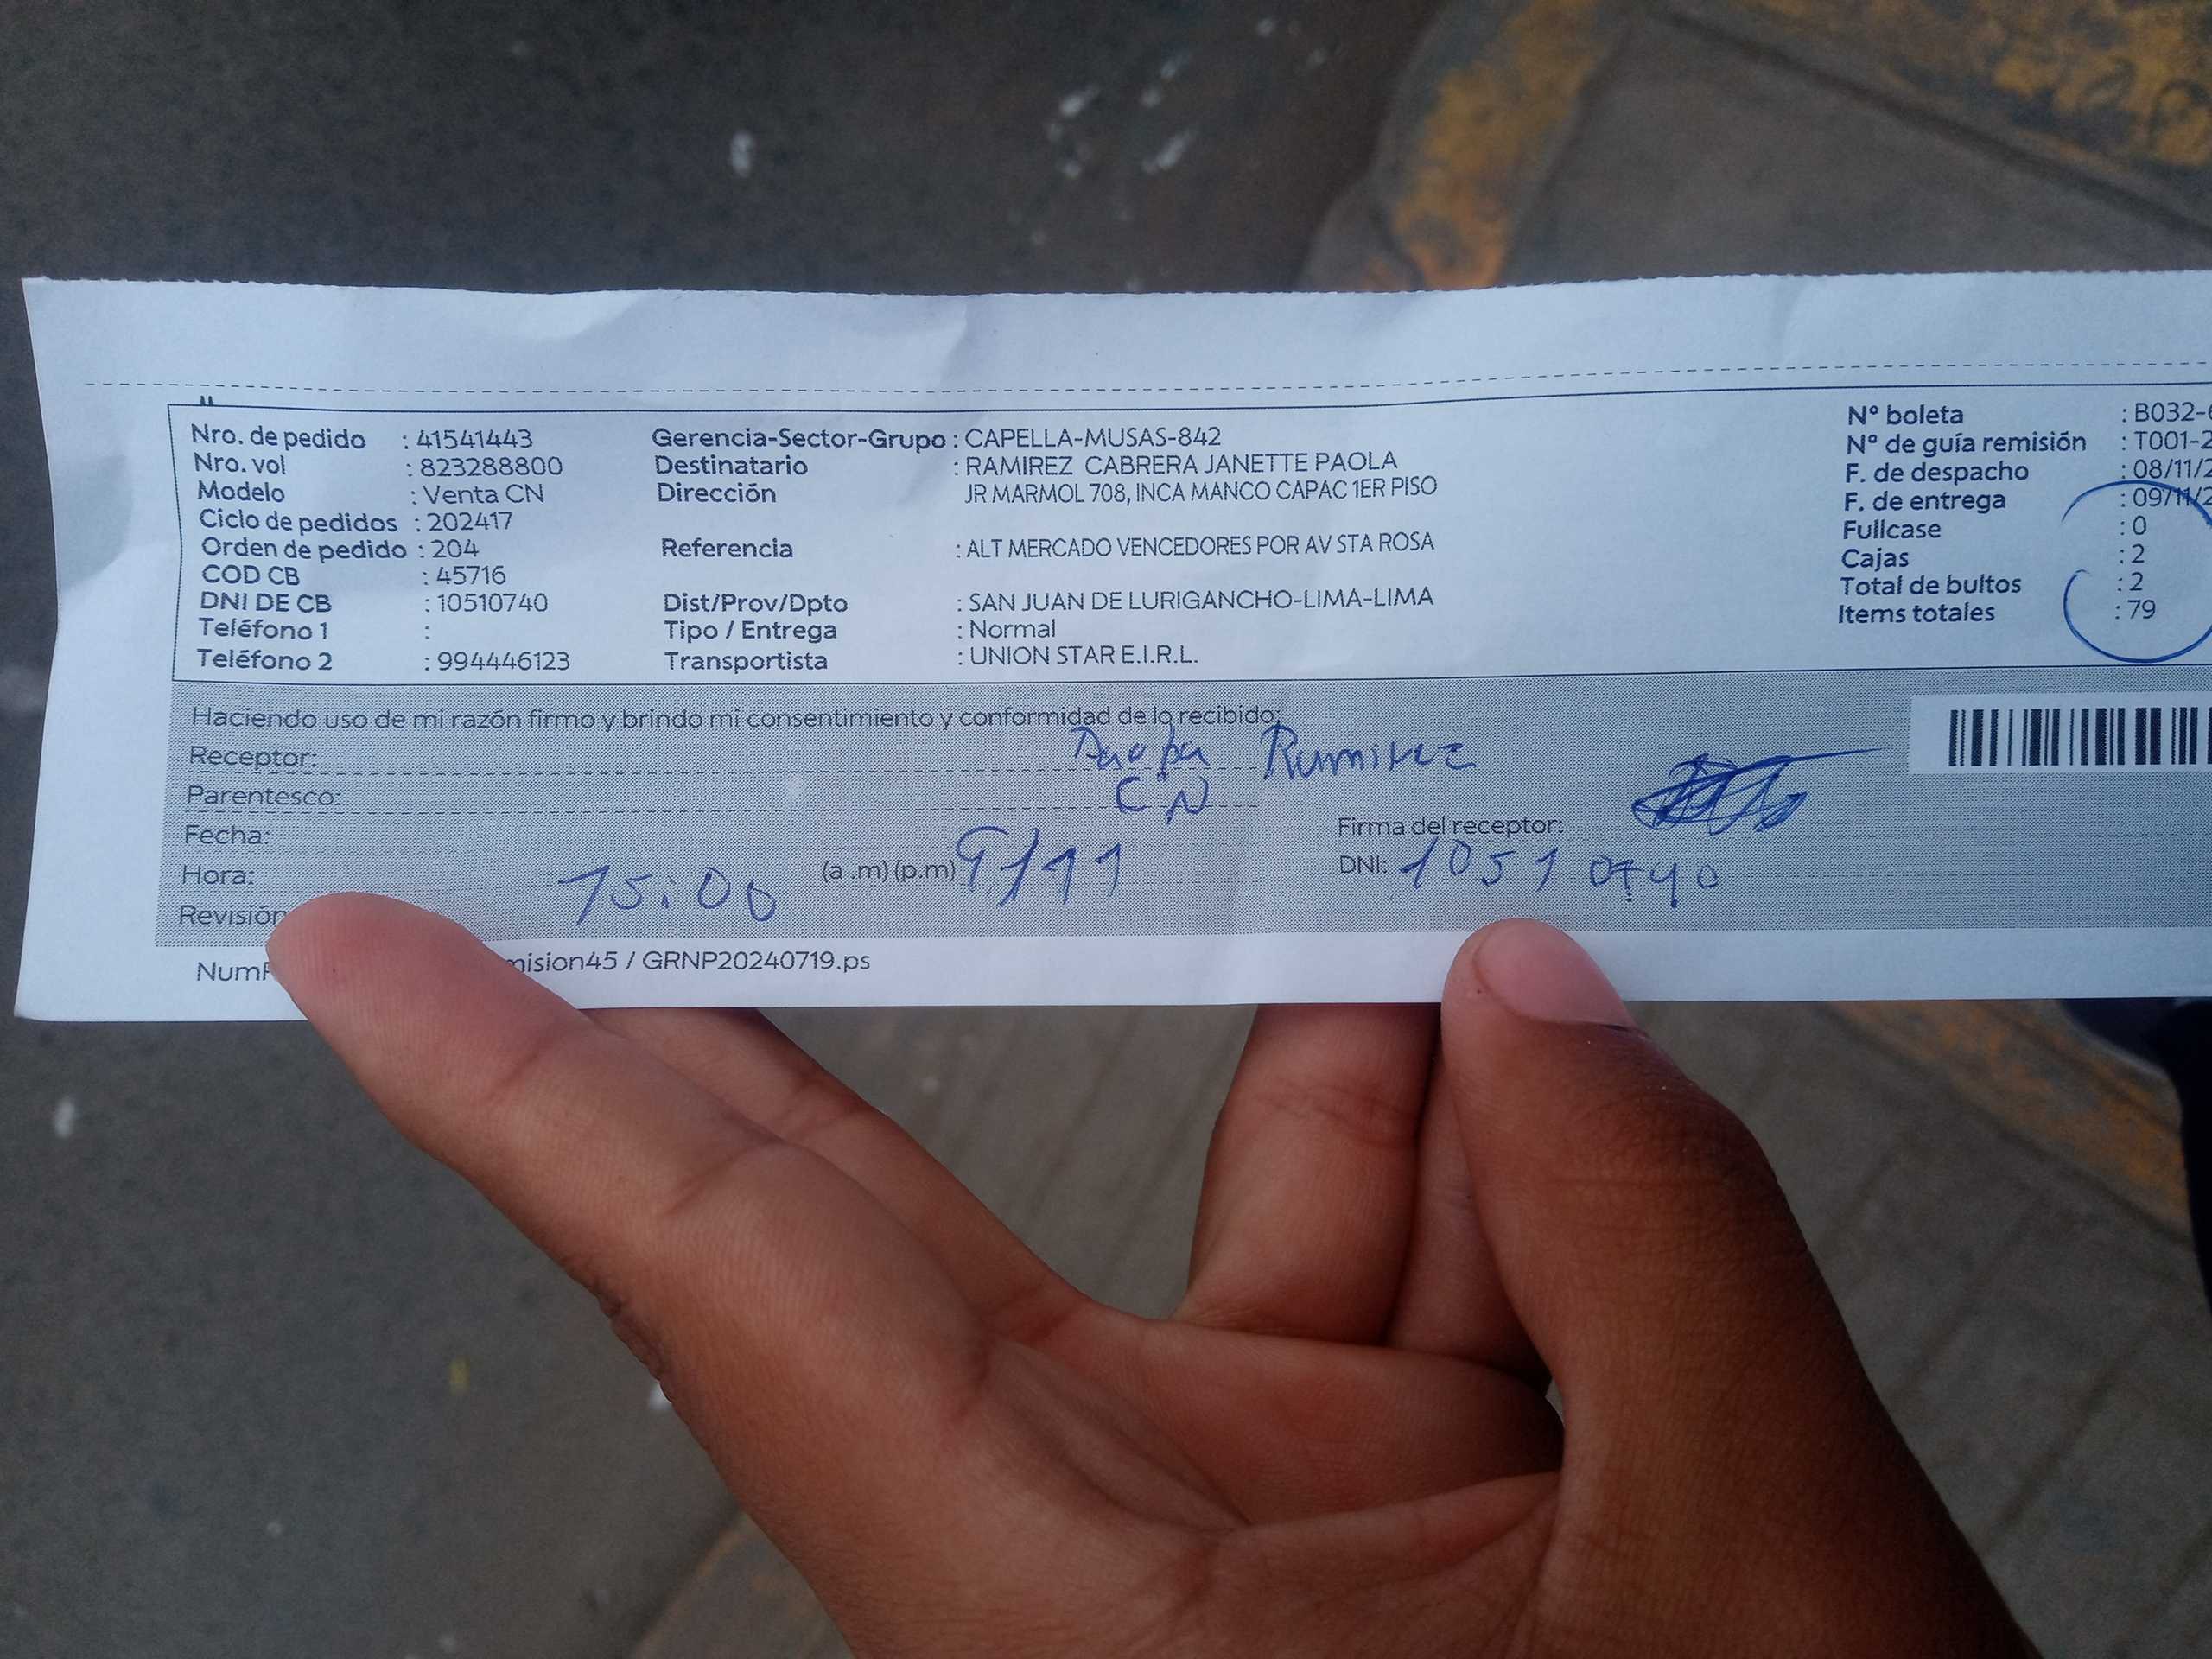 Nro. de pedido : 41541443 Gerencia-Sector-Grupo : CAPELLA-MUSAS-842 Nº boleta : B032-
Nro. vol : 823288800 Destinatario : RAMIREZ CABRERA JANETTE PAOLA Nº de guía remisión : T001-2
Modelo : Venta CN Dirección JR MARMOL 708, INCA MANCO CAPAC 1ER PISO F. de despacho : 08/11/2
Ciclo de pedidos : 202417 F. de entrega : 09/11/2
Orden de pedido : 204 Referencia : ALT MERCADO VENCEDORES POR AV STA ROSA Fullcase : 0
COD CB : 45716 Cajas : 2
DNI DE CB : 10510740 Dist/Prov/Dpto : SAN JUAN DE LURIGANCHO-LIMA-LIMA Total de bultos : 2
Teléfono 1 : Tipo / Entrega : Normal Items totales : 79
Teléfono 2 : 994446123 Transportista : UNION STAR E.I.R.L.
Haciendo uso de mi razón firmo y brindo mi consentimiento y conformidad de lo recibido:
Receptor: Ramirez
Parentesco: CN
Fecha: Firma del receptor:
Hora: 15:00 (a .m) (p.m) 9/11 DNI: 10510740
Revisión
NumF mision45 / GRNP20240719.ps